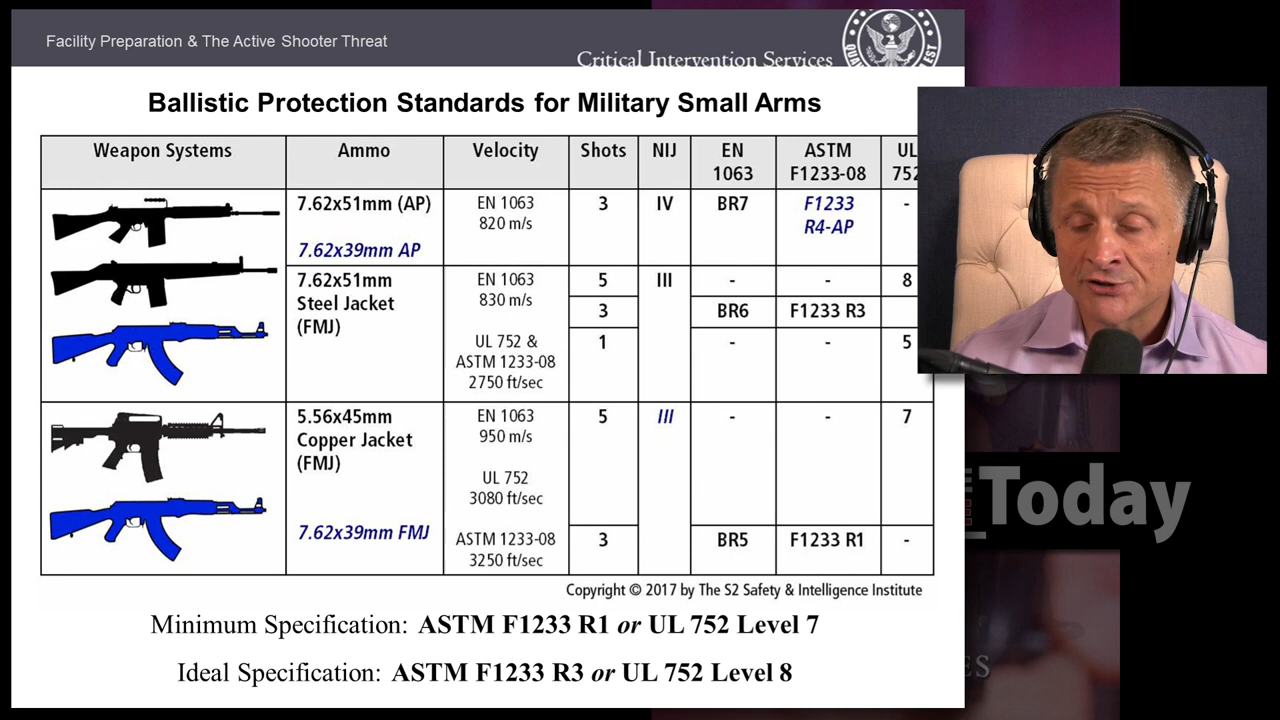 Facility Preparation & The Active Shooter Threat
Critical Intervention Services
Ballistic Protection Standards for Military Small Arms
Weapon Systems Ammo Velocity Shots NIJ EN 1063 ASTM F1233-08 UL 752
7.62x51mm (AP) EN 1063 820 m/s 3 IV BR7 F1233 R4-AP -
7.62x39mm AP
7.62x51mm Steel Jacket (FMJ) EN 1063 830 m/s 5 III - - 8
3 BR6 F1233 R3
UL 752 & ASTM 1233-08 2750 ft/sec 1 - - 5
5.56x45mm Copper Jacket (FMJ) EN 1063 950 m/s 5 III - - 7
UL 752 3080 ft/sec
7.62x39mm FMJ ASTM 1233-08 3250 ft/sec 3 BR5 F1233 R1 -
Copyright © 2017 by The S2 Safety & Intelligence Institute
Minimum Specification: ASTM F1233 R1 or UL 752 Level 7
Ideal Specification: ASTM F1233 R3 or UL 752 Level 8
Today